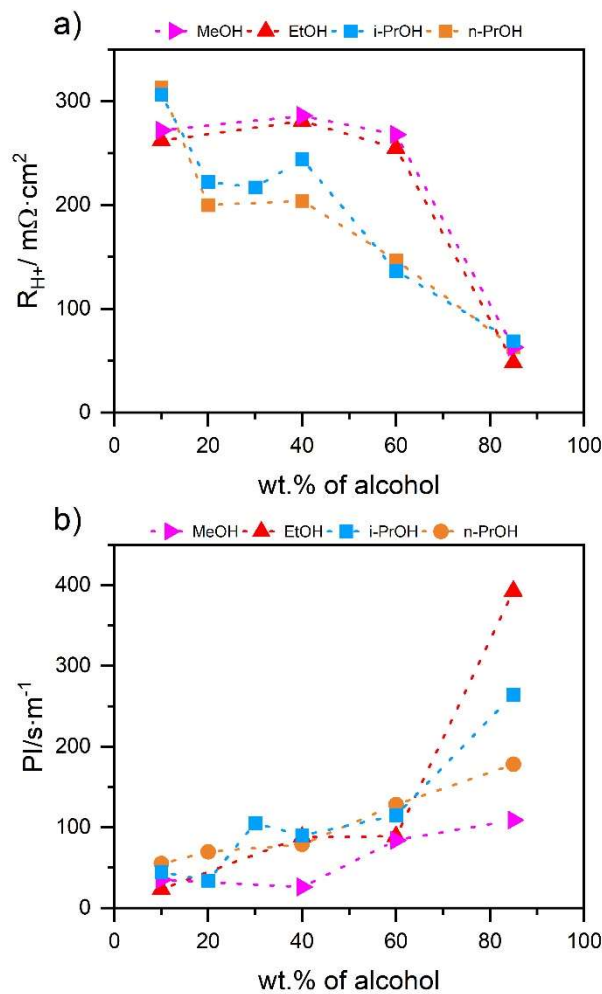 a)
MeOH EtOH i-PrOH n-PrOH
300
200
100
0
R_H+/ mΩ·cm²
0 20 40 60 80 100
wt.% of alcohol
b)
MeOH EtOH i-PrOH n-PrOH
400
300
200
100
0
PI/s·m⁻¹
0 20 40 60 80 100
wt.% of alcohol